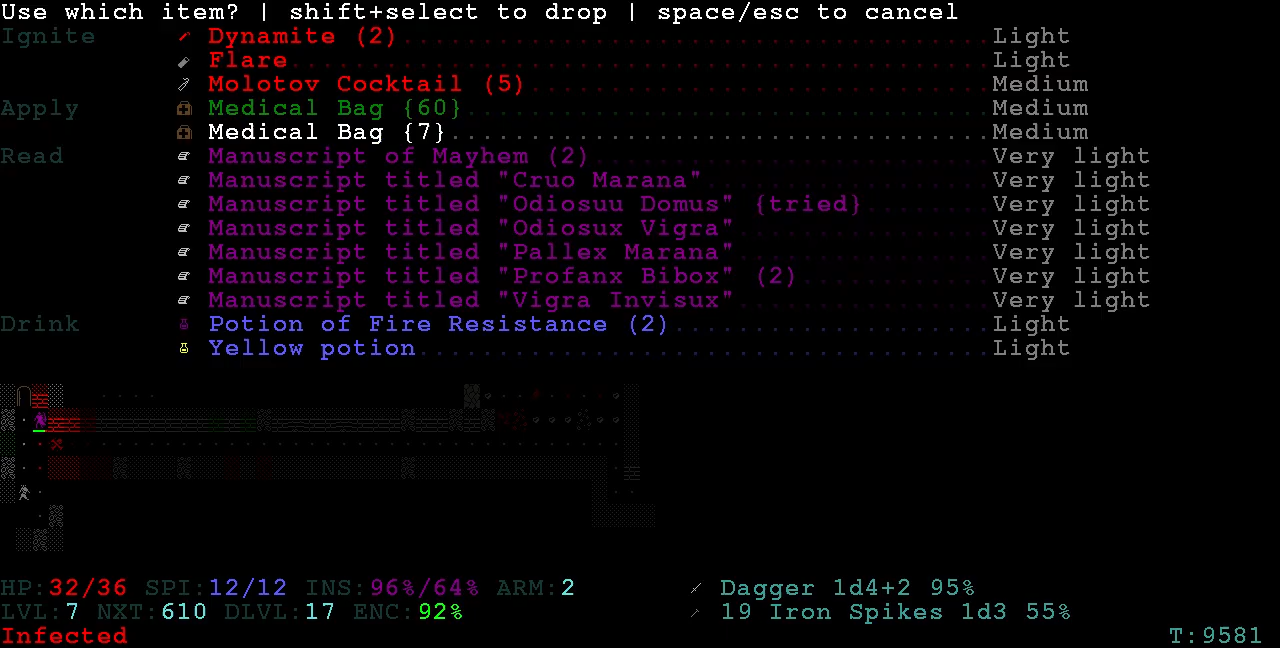 Use which item? | shift+select to drop | space/esc to cancel
Ignite Dynamite (2) Light
Flare Light
Molotov Cocktail (5) Medium
Apply Medical Bag {60} Medium
Medical Bag {7} Medium
Read Manuscript of Mayhem (2) Very light
Manuscript titled "Cruo Marana" Very light
Manuscript titled "Odiosuu Domus" {tried} Very light
Manuscript titled "Odiosux Vigra" Very light
Manuscript titled "Pallex Marana" Very light
Manuscript titled "Profanx Bibox" (2) Very light
Manuscript titled "Vigra Invisux" Very light
Drink Potion of Fire Resistance (2) Light
Yellow potion Light
HP:32/36 SPI:12/12 INS:96%/64% ARM:2 Dagger 1d4+2 95%
LVL:7 NXT:610 DLVL:17 ENC:92% 19 Iron Spikes 1d3 55%
Infected T:9581